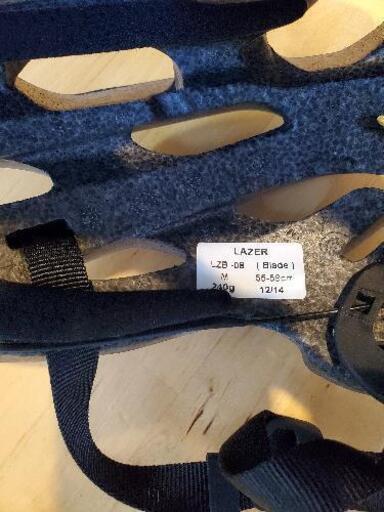 LAZER
LZB -08 ( Blade )
M 55-59cm
240g 12/14